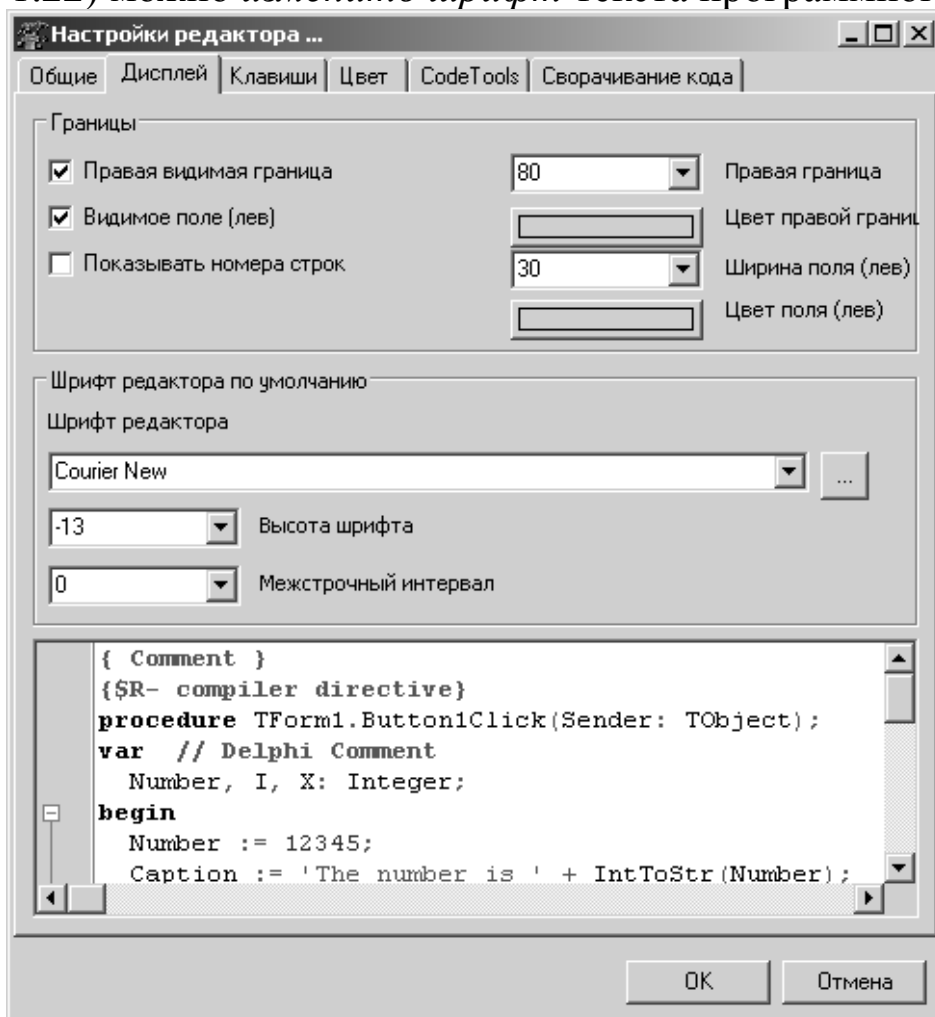 Настройки редактора ...
Общие Дисплей Клавиши Цвет CodeTools Сворачивание кода
Границы
Правая видимая граница 80 Правая граница
Видимое поле (лев) Цвет правой границ
Показывать номера строк 30 Ширина поля (лев)
Цвет поля (лев)
Шрифт редактора по умолчанию
Шрифт редактора
Courier New ...
-13 Высота шрифта
0 Межстрочный интервал
{ Comment }
{$R- compiler directive}
procedure TForm1.Button1Click(Sender: TObject);
var // Delphi Comment
Number, I, X: Integer;
begin
Number := 12345;
Caption := 'The number is ' + IntToStr(Number);
OK Отмена